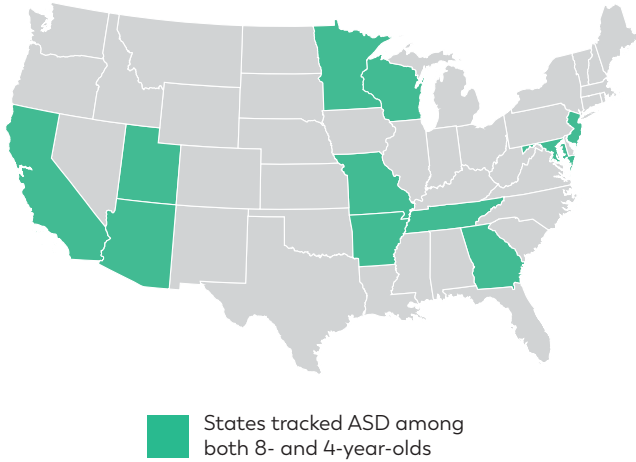 States tracked ASD among
both 8- and 4-year-olds